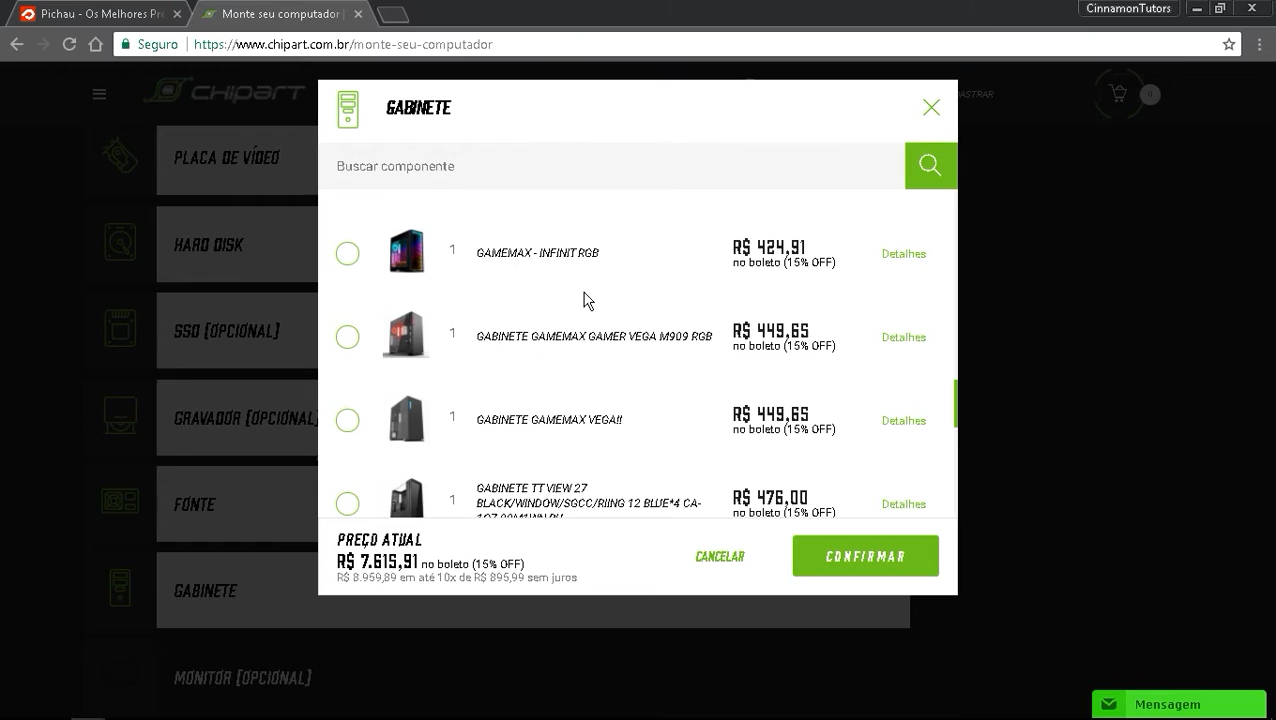 Pichau - Os Melhores Pre
Monte seu computador |
CinnamonTutors
Seguro
https://www.chipart.com.br/monte-seu-computador
CHIPART
0
GABINETE
Buscar componente
PLACA DE VÍDEO
HARD DISK
SSD [OPCIONAL]
GRAVADOR [OPCIONAL]
FONTE
GABINETE
MONITOR [OPCIONAL]
1 GAMEMAX - INFINIT RGB R$ 424,91
no boleto (15% OFF) Detalhes
1 GABINETE GAMEMAX GAMER VEGA M909 RGB R$ 449,65
no boleto (15% OFF) Detalhes
1 GABINETE GAMEMAX VEGA!! R$ 449,65
no boleto (15% OFF) Detalhes
GABINETE TT VIEW 27
1 BLACK/WINDOW/SGCC/RIING 12 BLUE*4 CA- R$ 476,00
no boleto (15% OFF) Detalhes
PREÇO ATUAL
R$ 7.615,91 no boleto (15% OFF)
R$ 8.959,89 em até 10x de R$ 895,99 sem juros
CANCELAR
CONFIRMAR
Mensagem